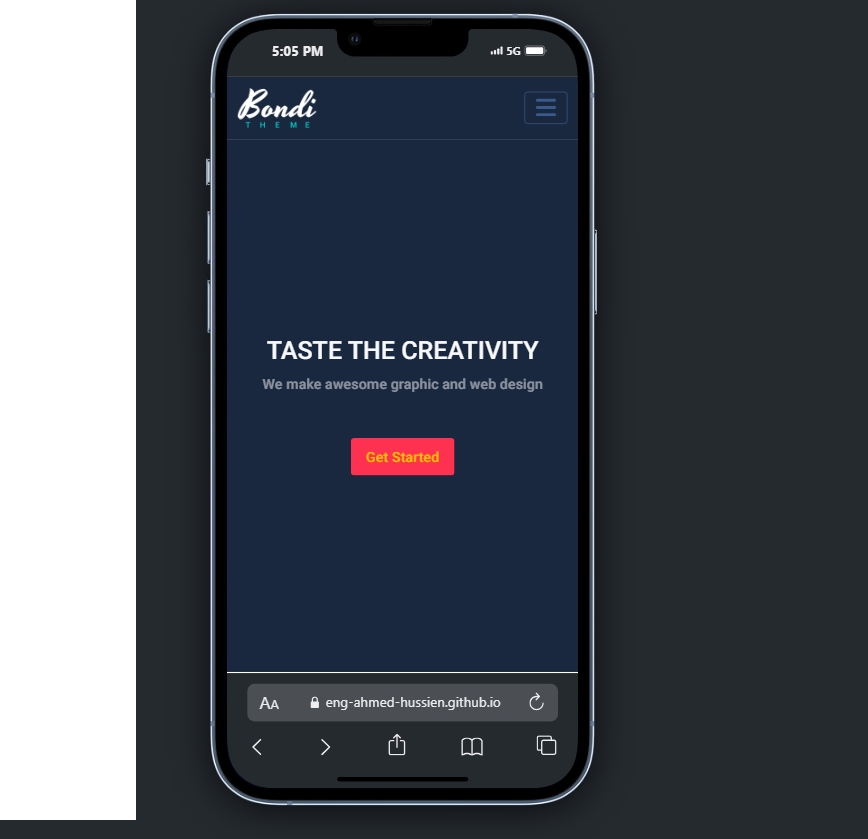 5:05 PM
5G
Bondi
THEME
TASTE THE CREATIVITY
We make awesome graphic and web design
Get Started
AA
eng-ahmed-hussien.github.io